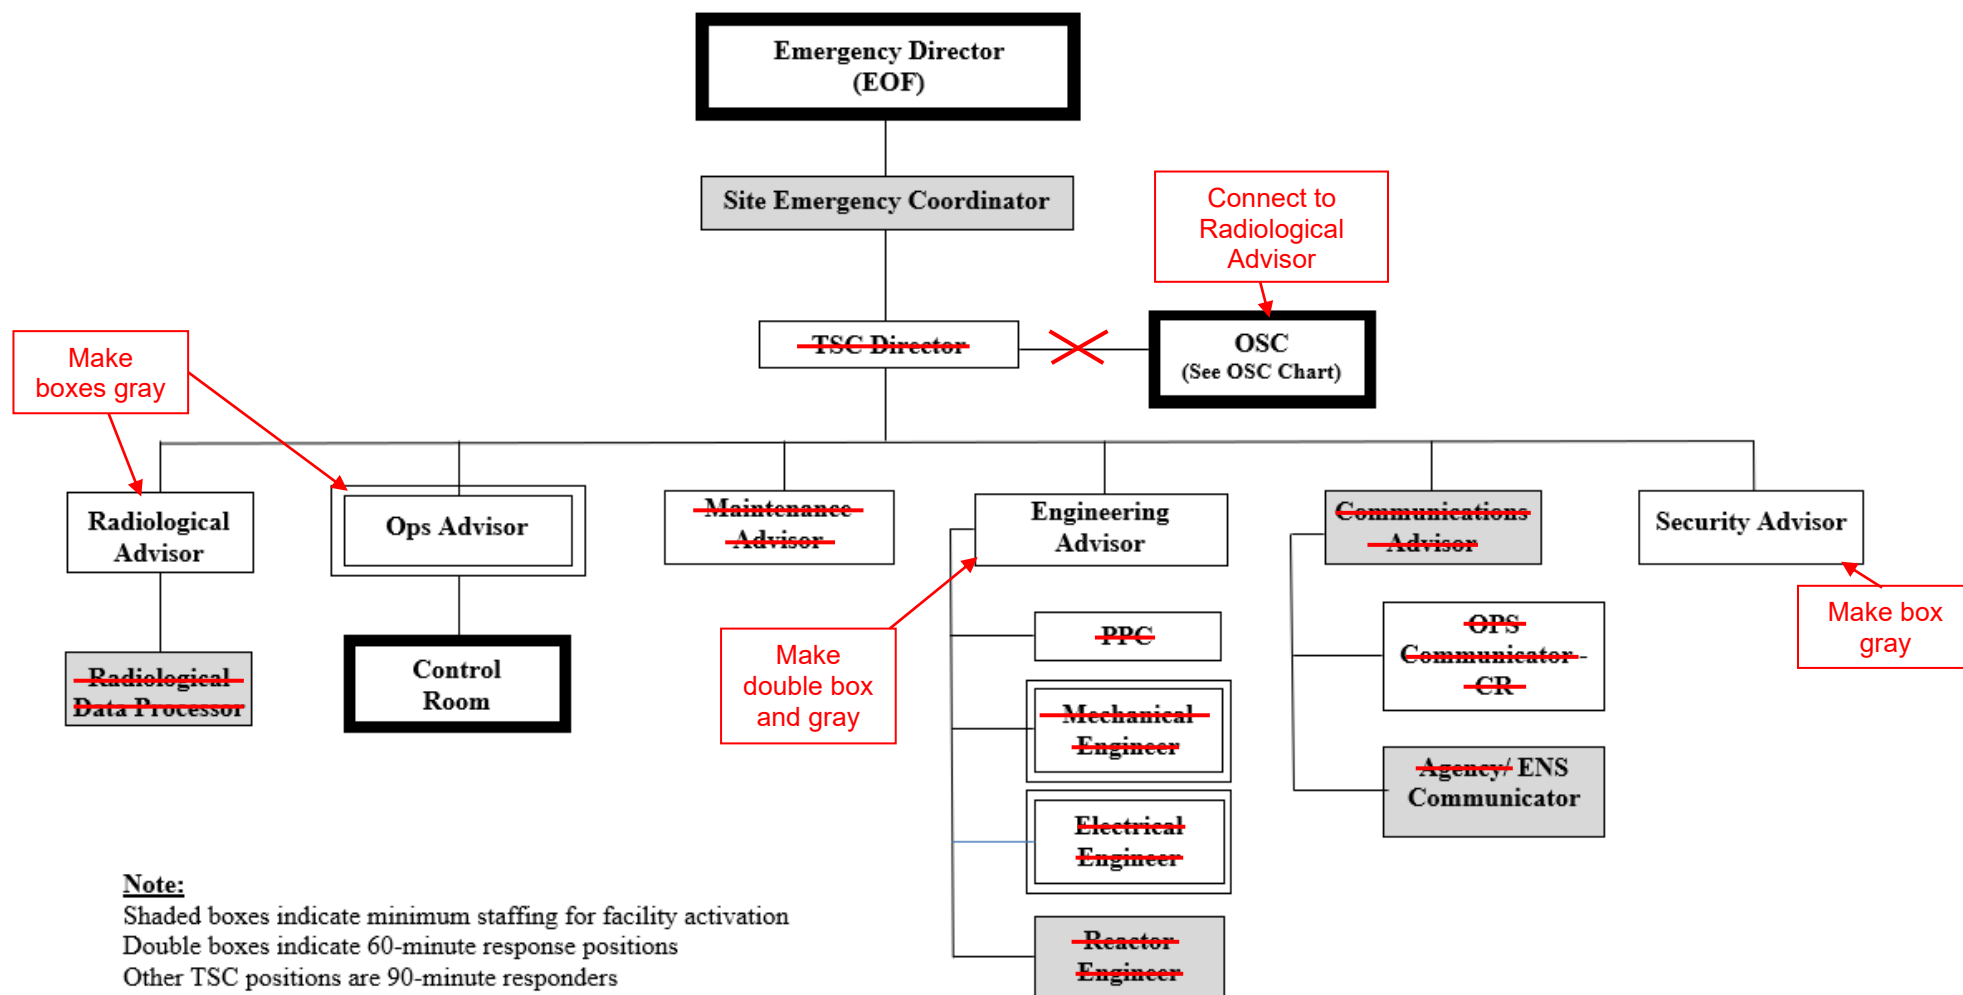 Emergency Director
(EOF)
Site Emergency Coordinator
Connect to
Radiological
Advisor
TSC Director
OSC
(See OSC Chart)
Make
boxes gray
Radiological
Advisor
Ops Advisor
Maintenance
Advisor
Engineering
Advisor
Communications
Advisor
Security Advisor
Radiological
Data Processor
Control
Room
Make
double box
and gray
PPC
Mechanical
Engineer
Electrical
Engineer
Reactor
Engineer
OPS
Communicator -
CR
Agency/ ENS
Communicator
Make box
gray
Note:
Shaded boxes indicate minimum staffing for facility activation
Double boxes indicate 60-minute response positions
Other TSC positions are 90-minute responders